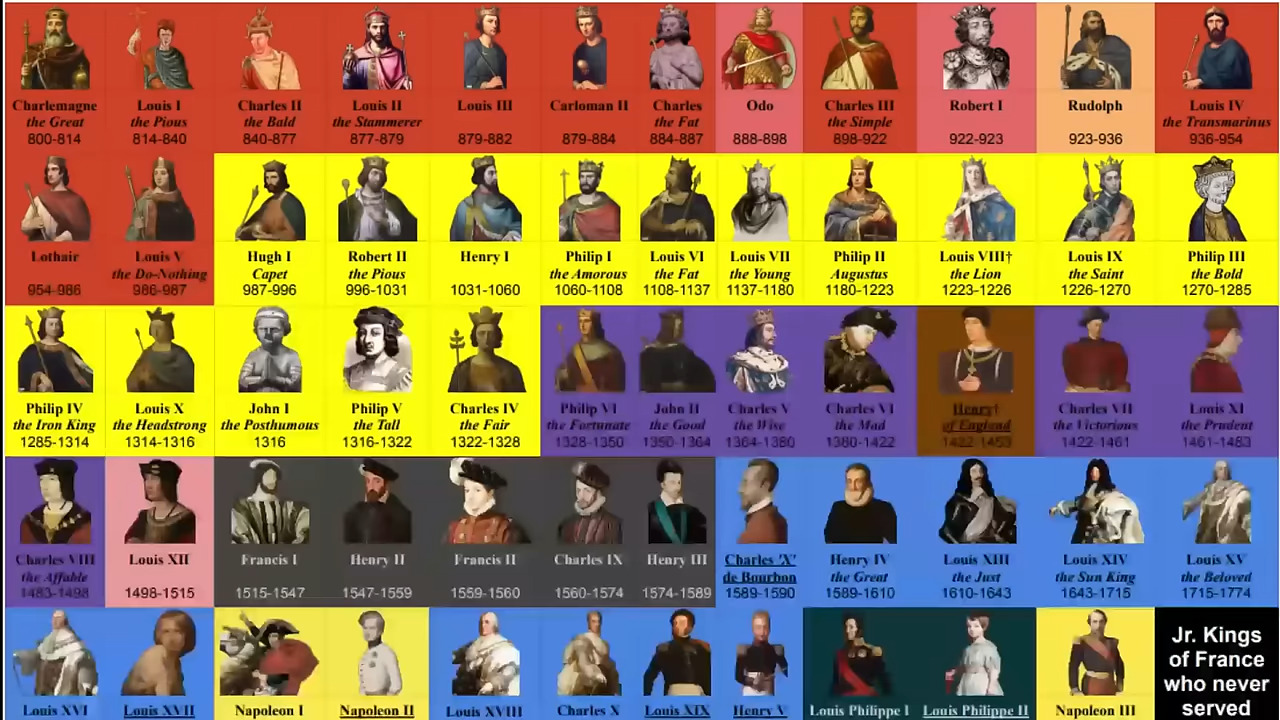 Charlemagne
the Great
800-814
Louis I
the Pious
814-840
Charles II
the Bald
840-877
Louis II
the Stammerer
877-879
Louis III
879-882
Carloman II
879-884
Charles
the Fat
884-887
Odo
888-898
Charles III
the Simple
898-922
Robert I
922-923
Rudolph
923-936
Louis IV
the Transmarinus
936-954
Lothair
954-986
Louis V
the Do-Nothing
986-987
Hugh I
Capet
987-996
Robert II
the Pious
996-1031
Henry I
1031-1060
Philip I
the Amorous
1060-1108
Louis VI
the Fat
1108-1137
Louis VII
the Young
1137-1180
Philip II
Augustus
1180-1223
Louis VIII†
the Lion
1223-1226
Louis IX
the Saint
1226-1270
Philip III
the Bold
1270-1285
Philip IV
the Iron King
1285-1314
Louis X
the Headstrong
1314-1316
John I
the Posthumous
1316
Philip V
the Tall
1316-1322
Charles IV
the Fair
1322-1328
Philip VI
the Fortunate
1328-1350
John II
the Good
1350-1364
Charles V
the Wise
1364-1380
Charles VI
the Mad
1380-1422
Henry†
of England
1422-1453
Charles VII
the Victorious
1422-1461
Louis XI
the Prudent
1461-1483
Charles VIII
the Affable
1483-1498
Louis XII
1498-1515
Francis I
1515-1547
Henry II
1547-1559
Francis II
1559-1560
Charles IX
1560-1574
Henry III
1574-1589
Charles 'X'
de Bourbon
1589-1590
Henry IV
the Great
1589-1610
Louis XIII
the Just
1610-1643
Louis XIV
the Sun King
1643-1715
Louis XV
the Beloved
1715-1774
Louis XVI
Louis XVII
Napoleon I
Napoleon II
Louis XVIII
Charles X
Louis XIX
Henry V
Louis Philippe I
Louis Philippe II
Napoleon III
Jr. Kings
of France
who never
served